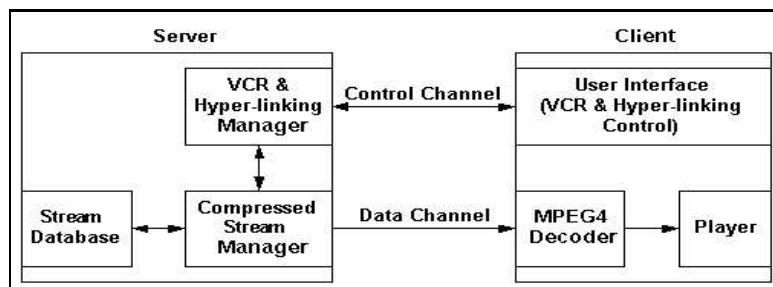 Server
Client
VCR &
Hyper-linking
Manager
Control Channel
User Interface
(VCR & Hyper-linking
Control)
Stream
Database
Compressed
Stream
Manager
Data Channel
MPEG4
Decoder
Player